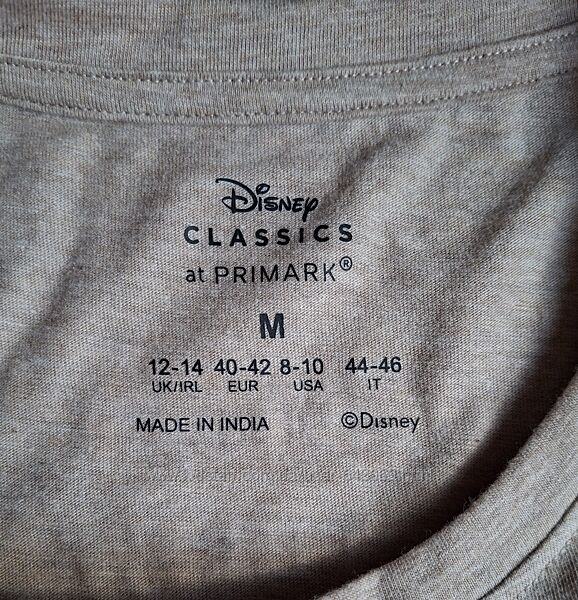 Disney
CLASSICS
at PRIMARK®
M
12-14 40-42 8-10 44-46
UK/IRL EUR USA IT
MADE IN INDIA ©Disney